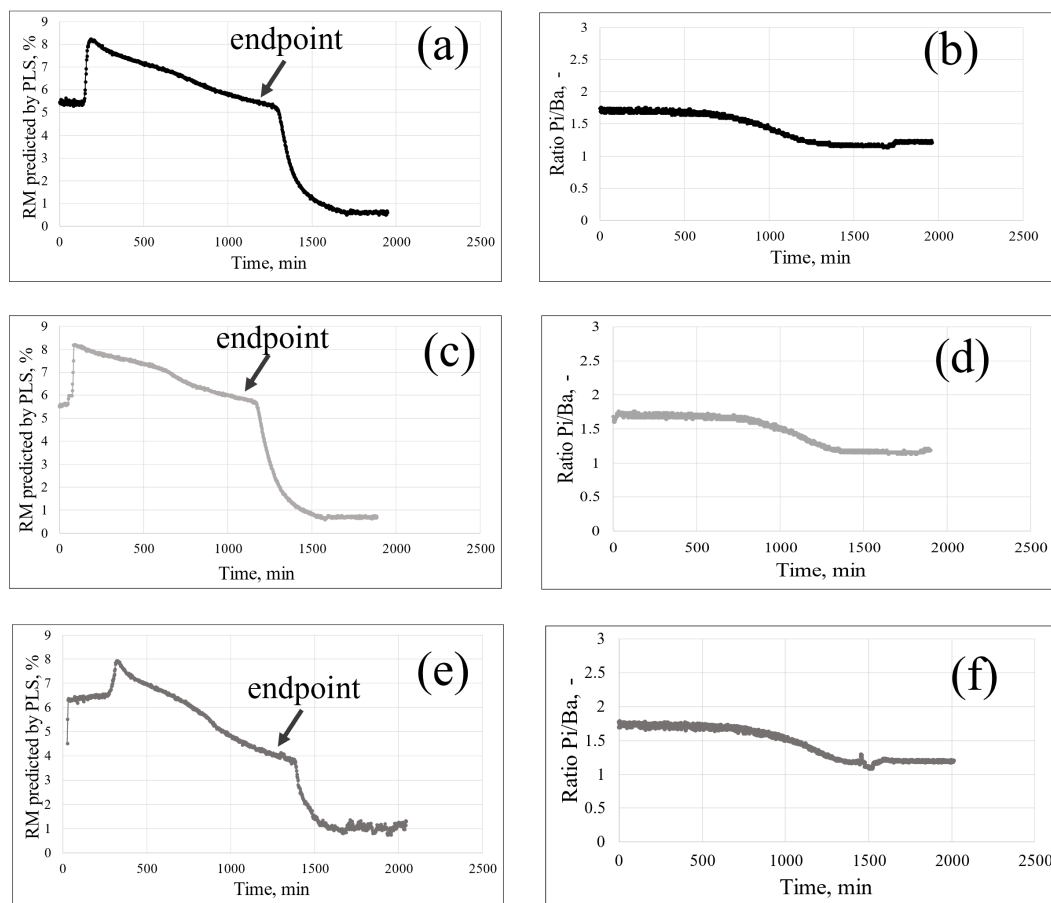 (a)
endpoint
RM predicted by PLS, %
9
8
7
6
5
4
3
2
1
0
0 500 1000 1500 2000 2500
Time, min
(b)
Ratio Pi/Ba, -
3
2.5
2
1.5
1
0.5
0
0 500 1000 1500 2000 2500
Time, min
(c)
endpoint
RM predicted by PLS, %
9
8
7
6
5
4
3
2
1
0
0 500 1000 1500 2000 2500
Time, min
(d)
Ratio Pi/Ba, -
3
2.5
2
1.5
1
0.5
0
0 500 1000 1500 2000 2500
Time, min
(e)
endpoint
RM predicted by PLS, %
9
8
7
6
5
4
3
2
1
0
0 500 1000 1500 2000 2500
Time, min
(f)
Ratio Pi/Ba, -
3
2.5
2
1.5
1
0.5
0
0 500 1000 1500 2000 2500
Time, min